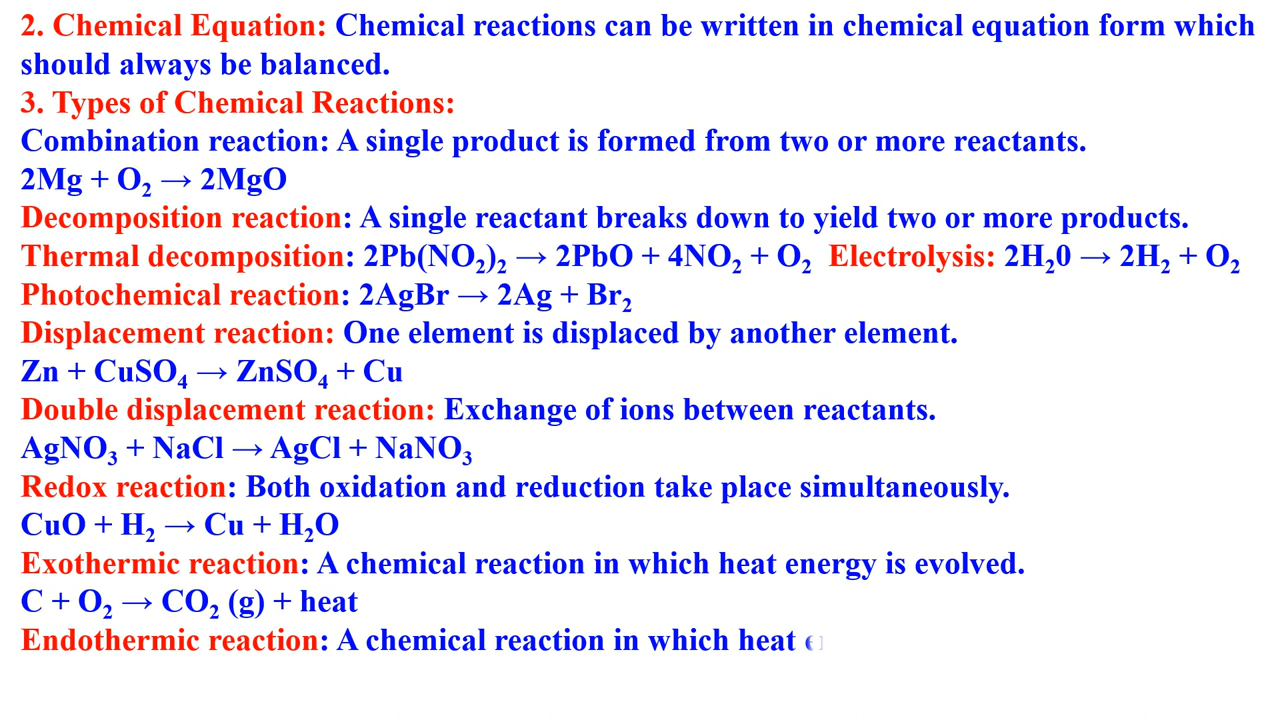 2. Chemical Equation: Chemical reactions can be written in chemical equation form which
should always be balanced.
3. Types of Chemical Reactions:
Combination reaction: A single product is formed from two or more reactants.
2Mg + O₂ → 2MgO
Decomposition reaction: A single reactant breaks down to yield two or more products.
Thermal decomposition: 2Pb(NO₂)₂ → 2PbO + 4NO₂ + O₂  Electrolysis: 2H₂0 → 2H₂ + O₂
Photochemical reaction: 2AgBr → 2Ag + Br₂
Displacement reaction: One element is displaced by another element.
Zn + CuSO₄ → ZnSO₄ + Cu
Double displacement reaction: Exchange of ions between reactants.
AgNO₃ + NaCl → AgCl + NaNO₃
Redox reaction: Both oxidation and reduction take place simultaneously.
CuO + H₂ → Cu + H₂O
Exothermic reaction: A chemical reaction in which heat energy is evolved.
C + O₂ → CO₂ (g) + heat
Endothermic reaction: A chemical reaction in which heat